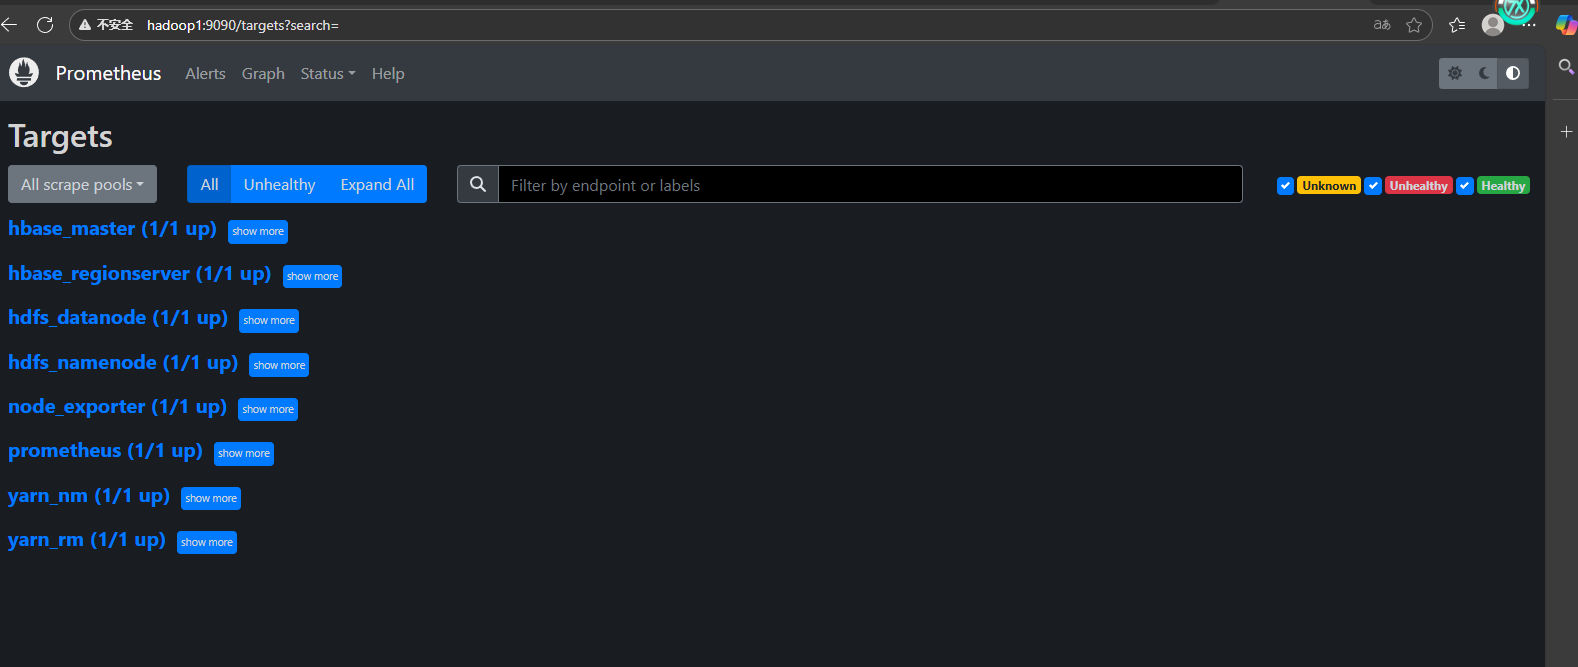 不安全 hadoop1:9090/targets?search= aあ
Prometheus Alerts Graph Status Help
Targets
All scrape pools All Unhealthy Expand All Filter by endpoint or labels Unknown Unhealthy Healthy
hbase_master (1/1 up) show more
hbase_regionserver (1/1 up) show more
hdfs_datanode (1/1 up) show more
hdfs_namenode (1/1 up) show more
node_exporter (1/1 up) show more
prometheus (1/1 up) show more
yarn_nm (1/1 up) show more
yarn_rm (1/1 up) show more